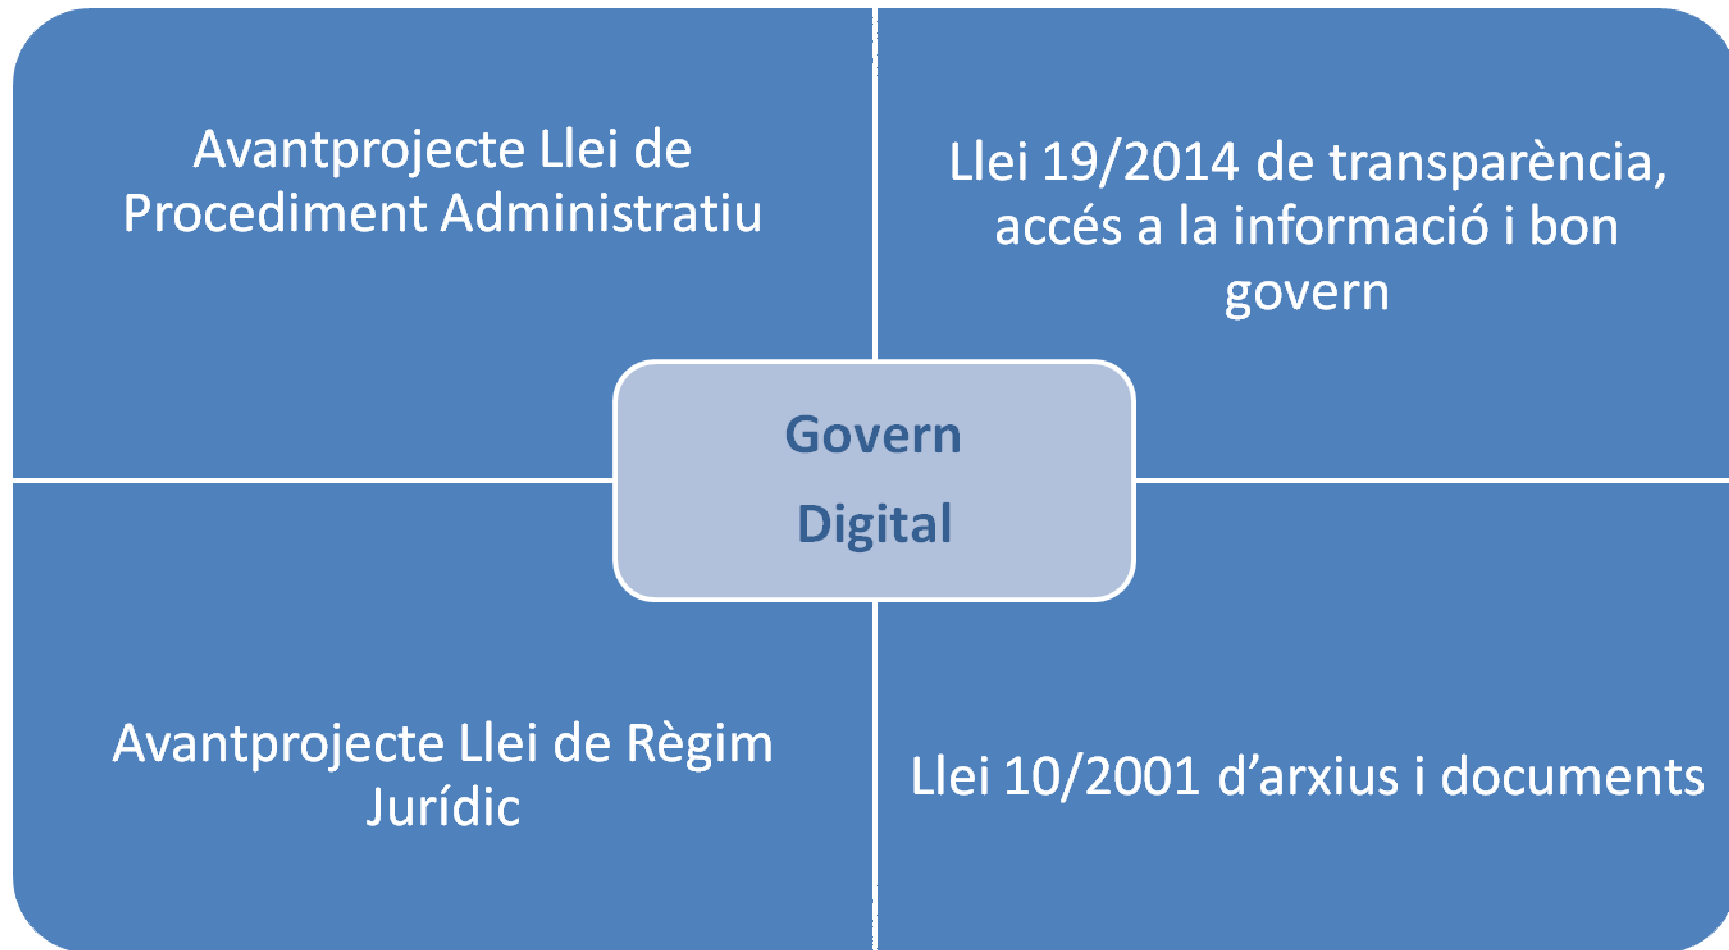 Avantprojecte Llei de
Procediment Administratiu
Llei 19/2014 de transparència,
accés a la informació i bon
govern
Govern
Digital
Avantprojecte Llei de Règim
Jurídic
Llei 10/2001 d’arxius i documents